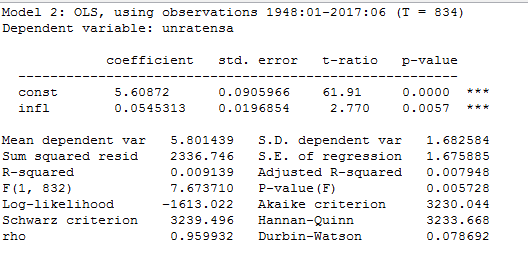 Model 2: OLS, using observations 1948:01-2017:06 (T = 834)
Dependent variable: unratensa
coefficient std. error t-ratio p-value
---------------------------------------------------------
const 5.60872 0.0905966 61.91 0.0000 ***
infl 0.0545313 0.0196854 2.770 0.0057 ***
Mean dependent var 5.801439 S.D. dependent var 1.682584
Sum squared resid 2336.746 S.E. of regression 1.675885
R-squared 0.009139 Adjusted R-squared 0.007948
F(1, 832) 7.673710 P-value(F) 0.005728
Log-likelihood -1613.022 Akaike criterion 3230.044
Schwarz criterion 3239.496 Hannan-Quinn 3233.668
rho 0.959932 Durbin-Watson 0.078692